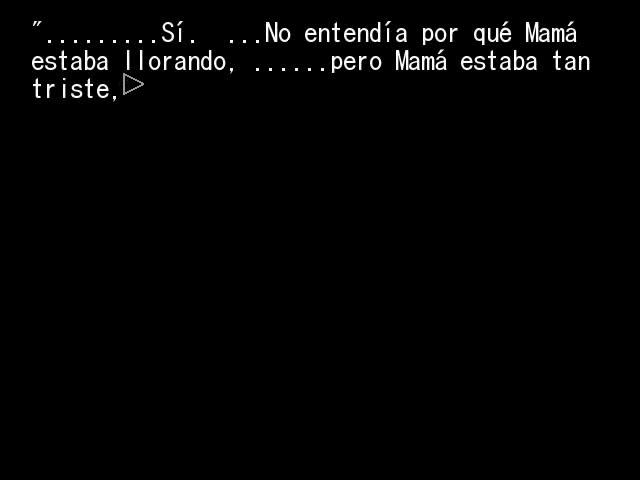 ".........Sí.  ...No entendía por qué Mamá
estaba llorando, ......pero Mamá estaba tan
triste,